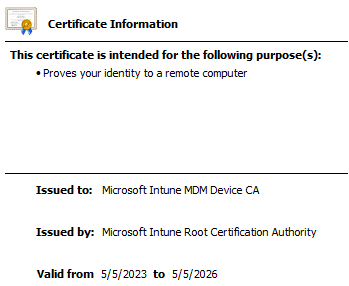 Certificate Information
This certificate is intended for the following purpose(s):
• Proves your identity to a remote computer
Issued to: Microsoft Intune MDM Device CA
Issued by: Microsoft Intune Root Certification Authority
Valid from 5/5/2023 to 5/5/2026